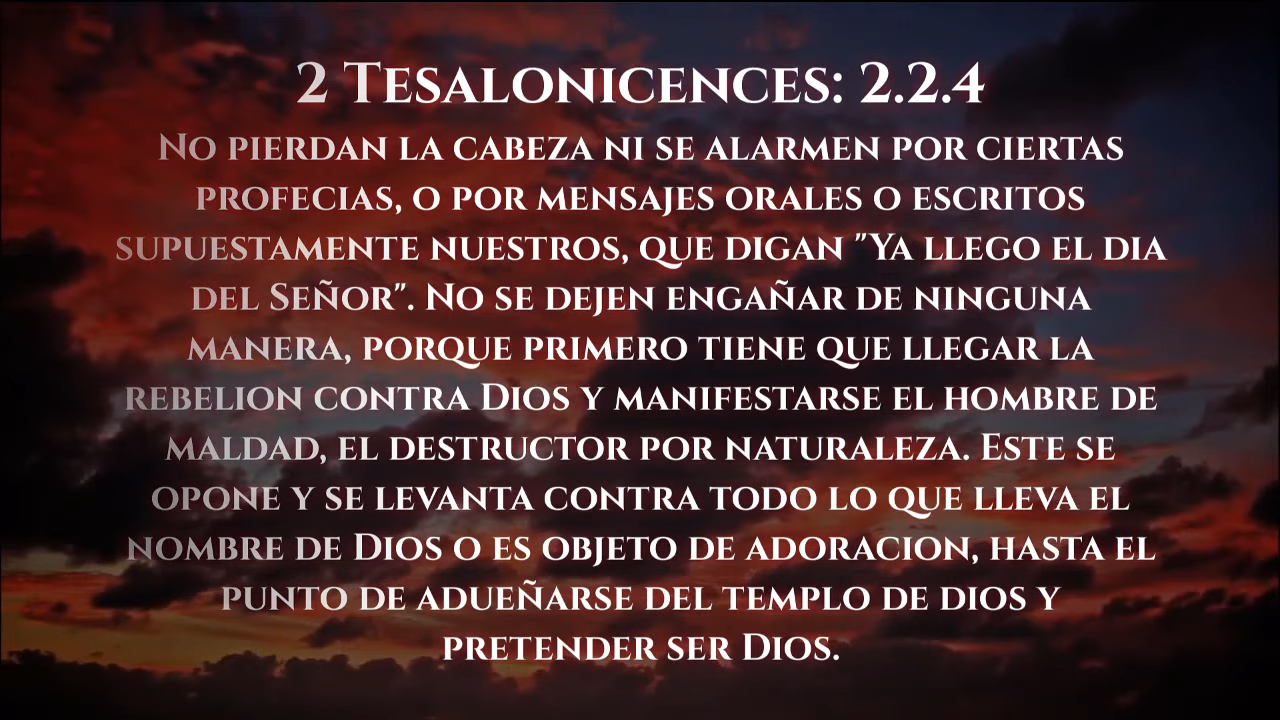 2 Tesalonicences: 2.2.4
No pierdan la cabeza ni se alarmen por ciertas
profecias, o por mensajes orales o escritos
supuestamente nuestros, que digan "Ya llego el dia
del Señor". No se dejen engañar de ninguna
manera, porque primero tiene que llegar la
rebelion contra Dios y manifestarse el hombre de
maldad, el destructor por naturaleza. Este se
opone y se levanta contra todo lo que lleva el
nombre de Dios o es objeto de adoracion, hasta el
punto de adueñarse del templo de dios y
pretender ser Dios.